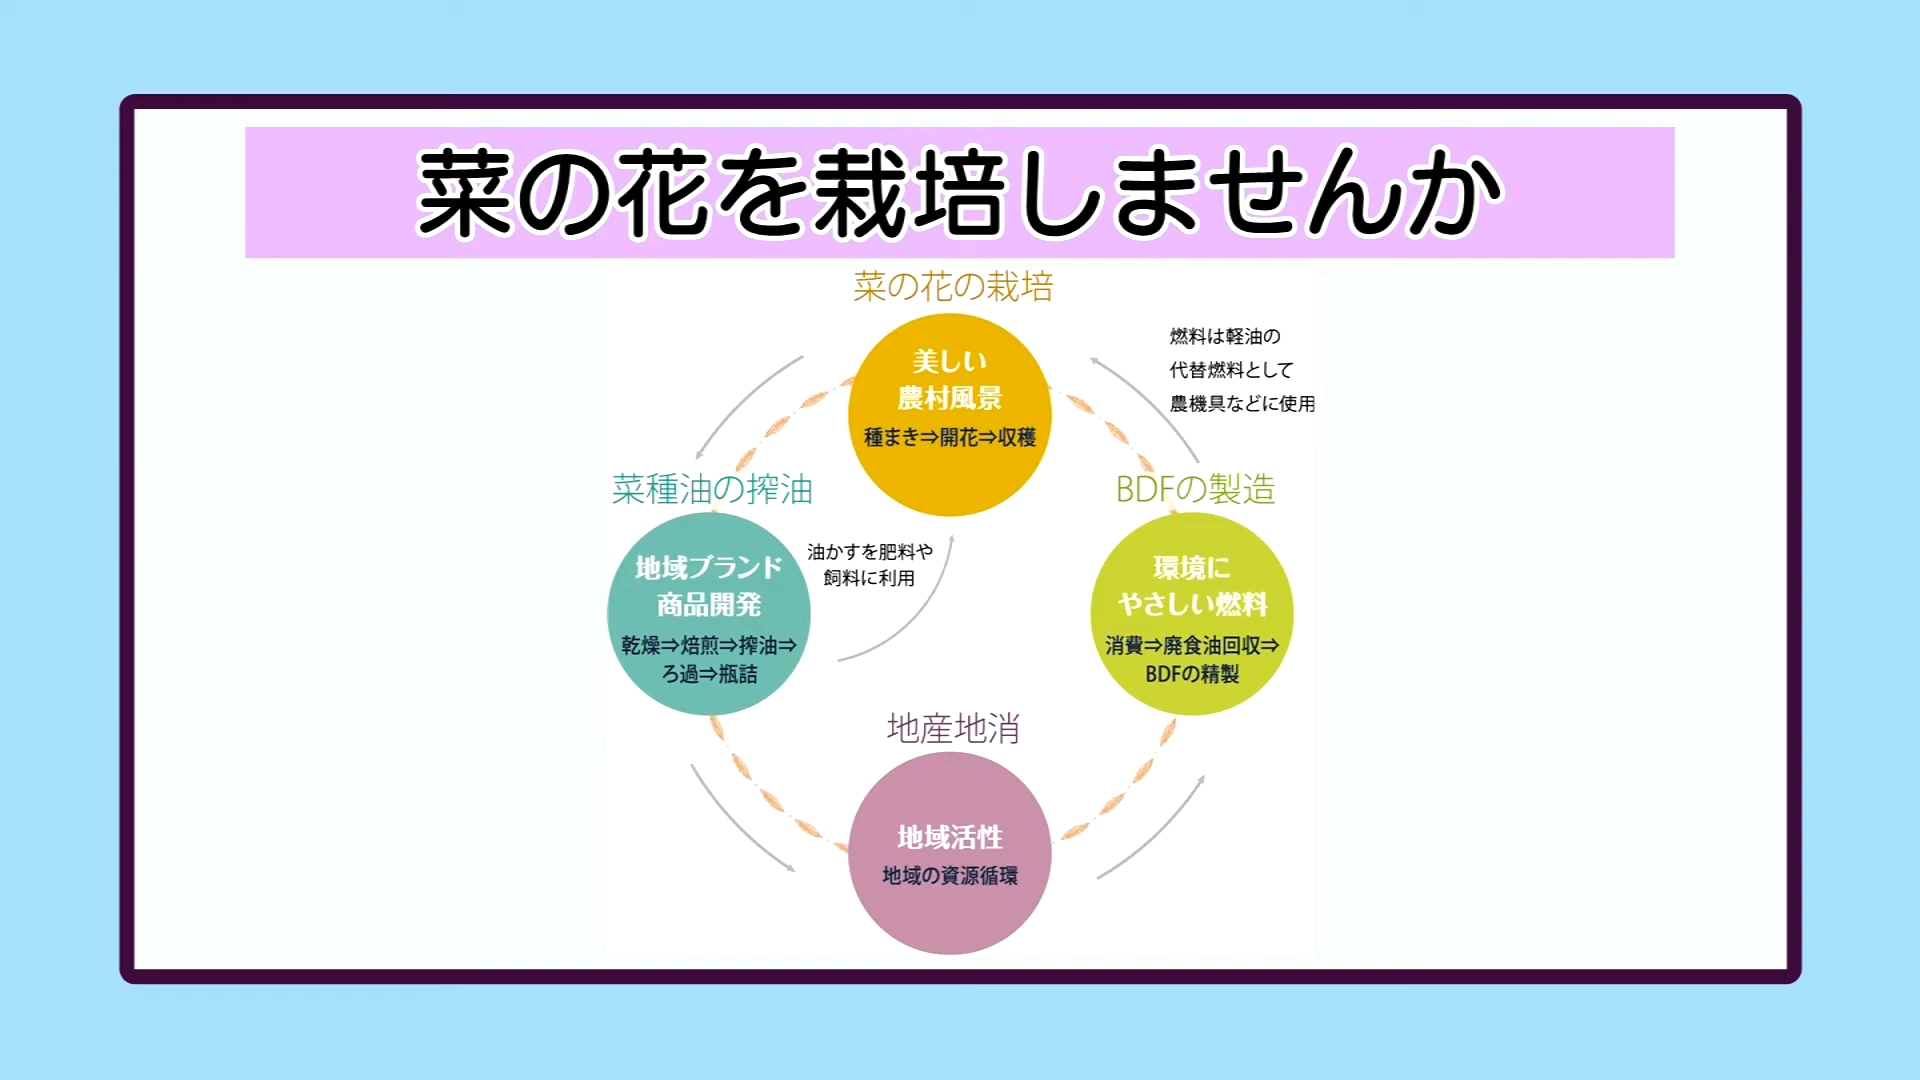 菜の花を栽培しませんか
菜の花の栽培
美しい
農村風景
種まき⇒開花⇒収穫
燃料は軽油の
代替燃料として
農機具などに使用
菜種油の搾油
地域ブランド
商品開発
乾燥⇒焙煎⇒搾油⇒
ろ過⇒瓶詰
油かすを肥料や
飼料に利用
BDFの製造
環境に
やさしい燃料
消費⇒廃食油回収⇒
BDFの精製
地産地消
地域活性
地域の資源循環